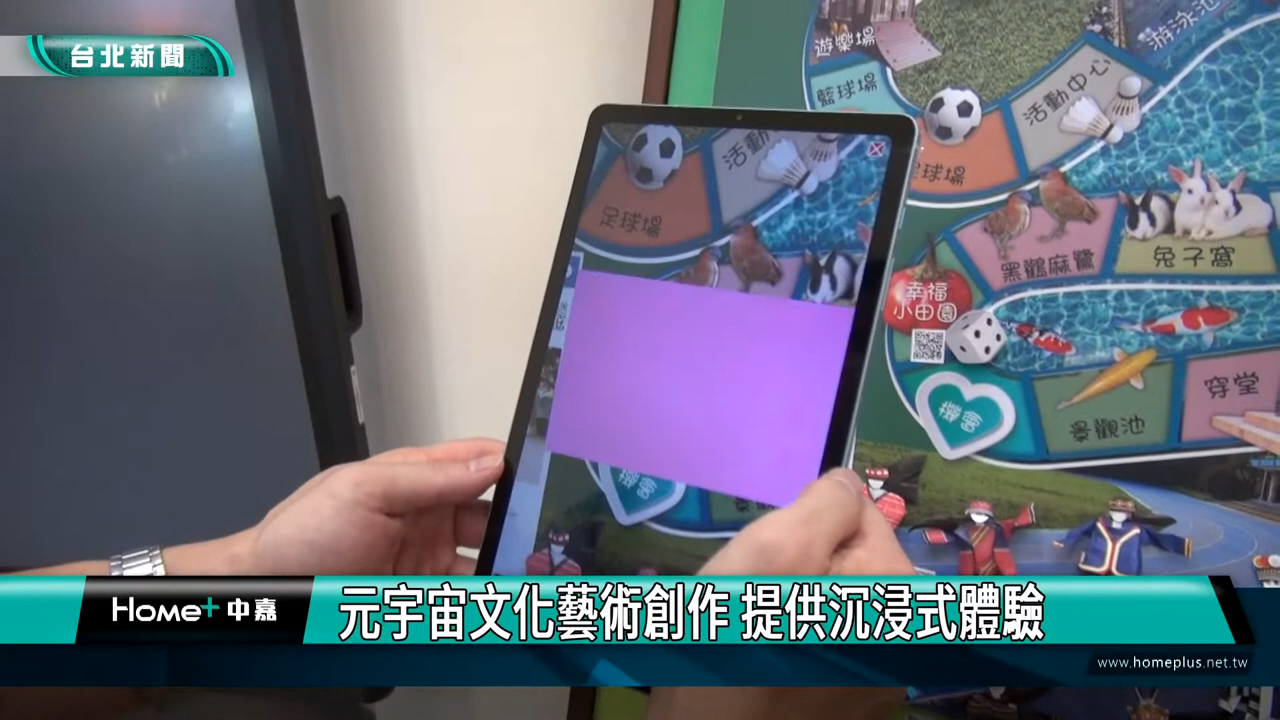 台北新聞
遊樂場
游泳池
籃球場
活動中心
球場
黑鸛麻鷺
兔子窩
幸福
小田園
景觀池
穿堂
活動
足球場
Home+中嘉
元宇宙文化藝術創作 提供沉浸式體驗
www.homeplus.net.tw